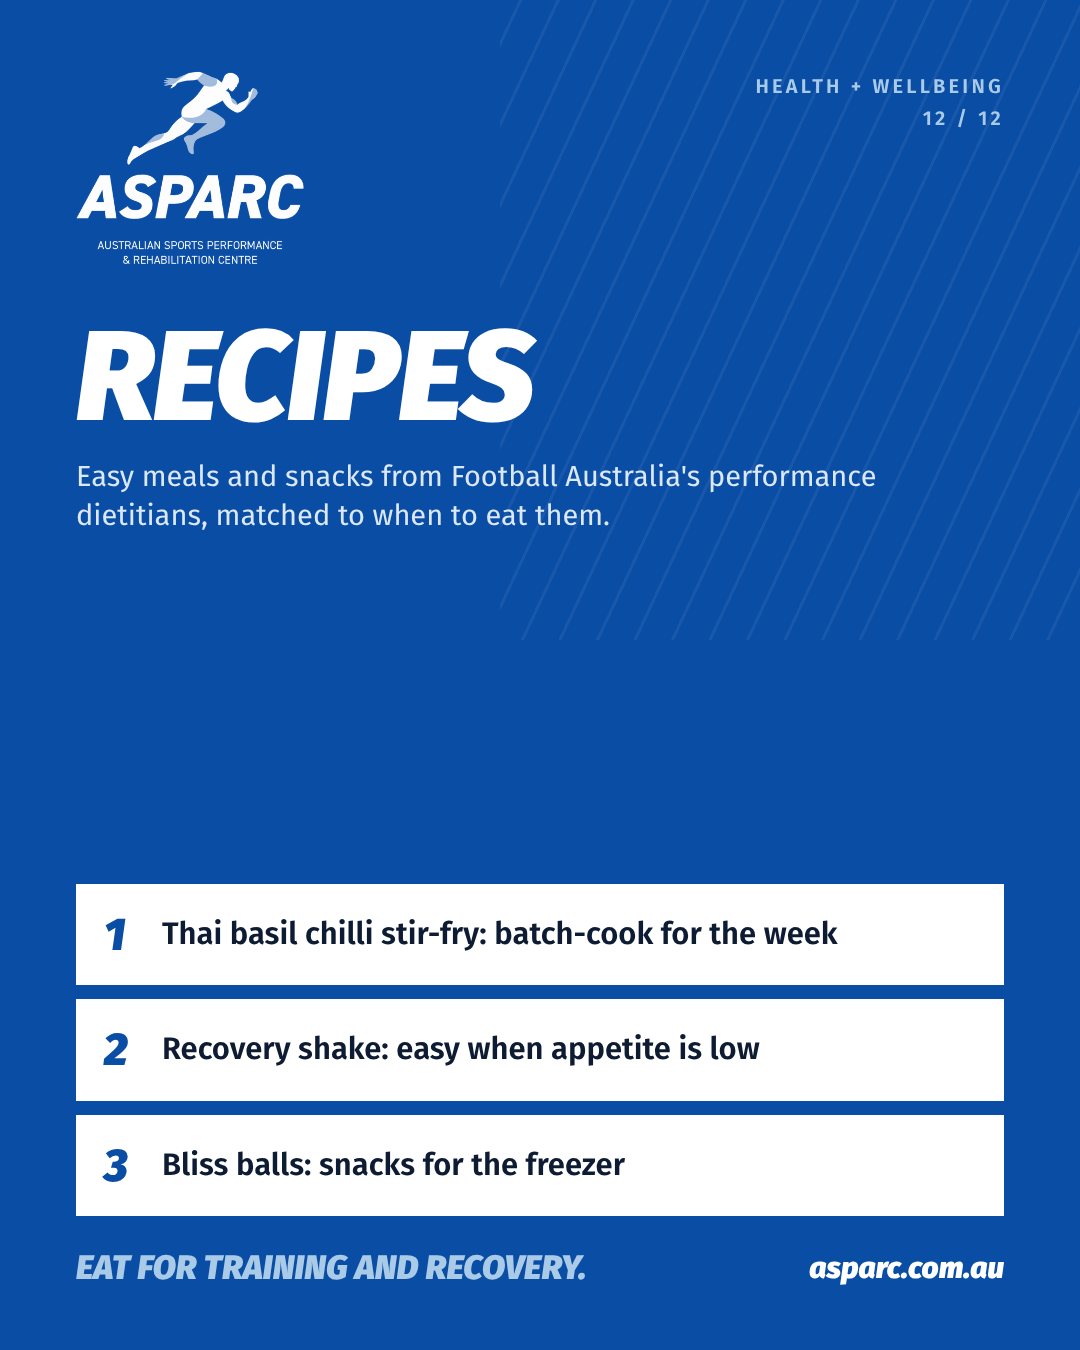 HEALTH + WELLBEING
12 / 12
ASPARC
AUSTRALIAN SPORTS PERFORMANCE
& REHABILITATION CENTRE
RECIPES
Easy meals and snacks from Football Australia's performance
dietitians, matched to when to eat them.
1 Thai basil chilli stir-fry: batch-cook for the week
2 Recovery shake: easy when appetite is low
3 Bliss balls: snacks for the freezer
EAT FOR TRAINING AND RECOVERY.
asparc.com.au